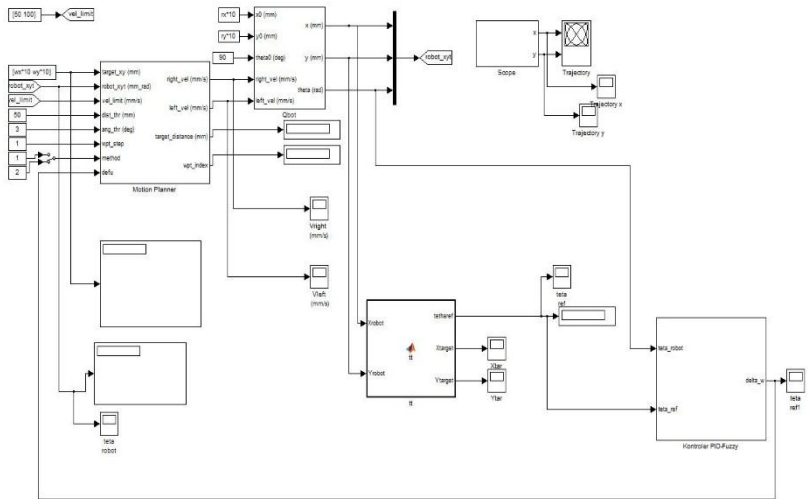 [50 100]
vel_limit
rx*10
ry*10
90
x0 (mm)
y0 (mm)
theta0 (deg)
right_vel (mm/s)
left_vel (mm/s)
x (mm)
y (mm)
theta (rad)
Qbot
robot_xyt
x
y
Scope
Trajectory
Trajectory x
Trajectory y
[wx*10 wy*10]
robot_xyt
vel_limit
50
3
1
1
2
target_xy (mm)
robot_xyt (mm_rad)
vel_limit (mm/s)
dist_thr (mm)
ang_thr (deg)
wpt_step
method
defu
right_vel (mm/s)
left_vel (mm/s)
target_distance (mm)
wpt_index
Motion Planner
Vright
(mm/s)
Vleft
(mm/s)
Xrobot
Yrobot
tt
tetharef
Xtarget
Ytarget
tt
teta
ref
Xtar
Ytar
teta_robot
teta_ref
delta_w
Kontroler PID-Fuzzy
teta
ref1
teta
robot